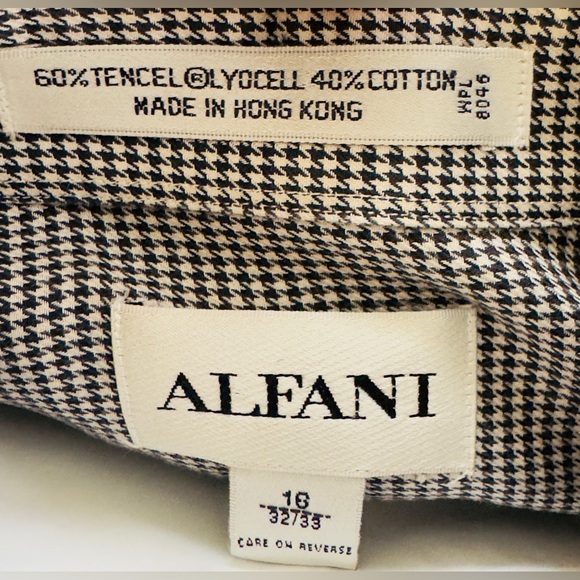 60%TENCEL®LYOCELL 40%COTTON
MADE IN HONG KONG
WPL
8046
ALFANI
16
32/33
CARE ON REVERSE